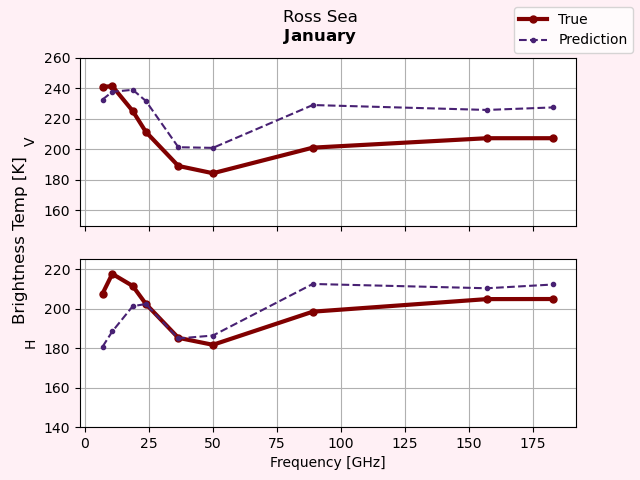 Ross Sea
January
True
Prediction
Brightness Temp [K]
V
260
240
220
200
180
160
H
220
200
180
160
140
0 25 50 75 100 125 150 175
Frequency [GHz]